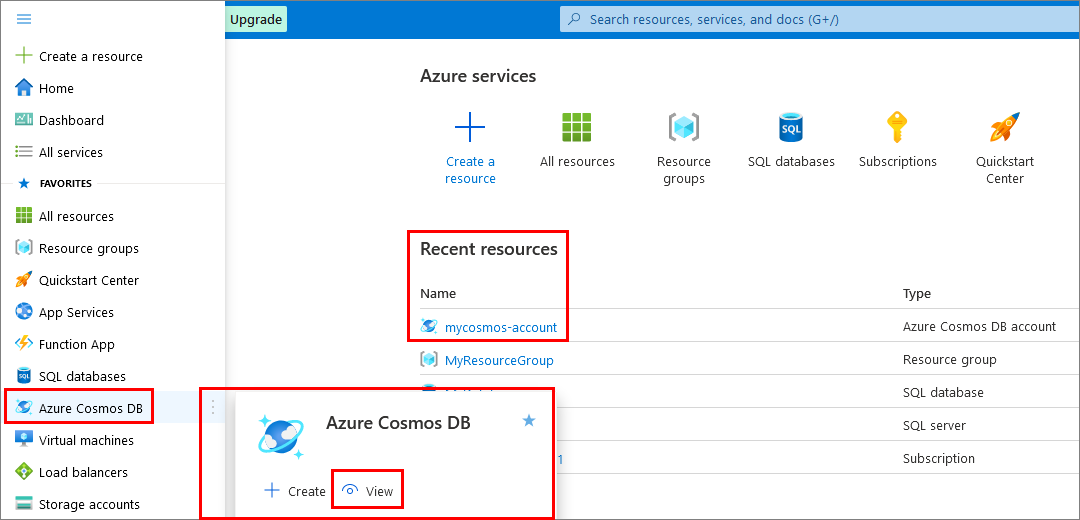 Upgrade
Search resources, services, and docs (G+/)
Create a resource
Home
Dashboard
All services
FAVORITES
All resources
Resource groups
Quickstart Center
App Services
Function App
SQL databases
Azure Cosmos DB
Virtual machines
Load balancers
Storage accounts
Azure services
Create a
resource
All resources
Resource
groups
SQL
SQL databases
Subscriptions
Quickstart
Center
Recent resources
Name
Type
mycosmos-account
Azure Cosmos DB account
MyResourceGroup
Resource group
SQL database
SQL server
1
Subscription
Azure Cosmos DB
Create
View